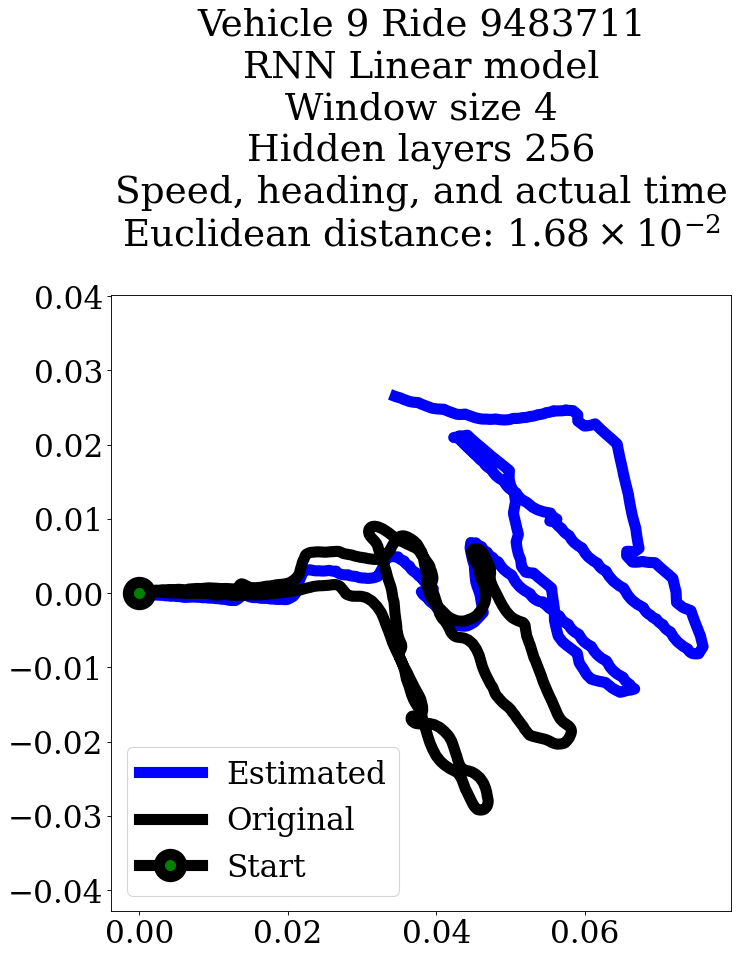 Vehicle 9 Ride 9483711
RNN Linear model
Window size 4
Hidden layers 256
Speed, heading, and actual time
Euclidean distance: 1.68 × 10⁻²
0.04
0.03
0.02
0.01
0.00
−0.01
−0.02
−0.03
−0.04
Estimated
Original
Start
0.00 0.02 0.04 0.06